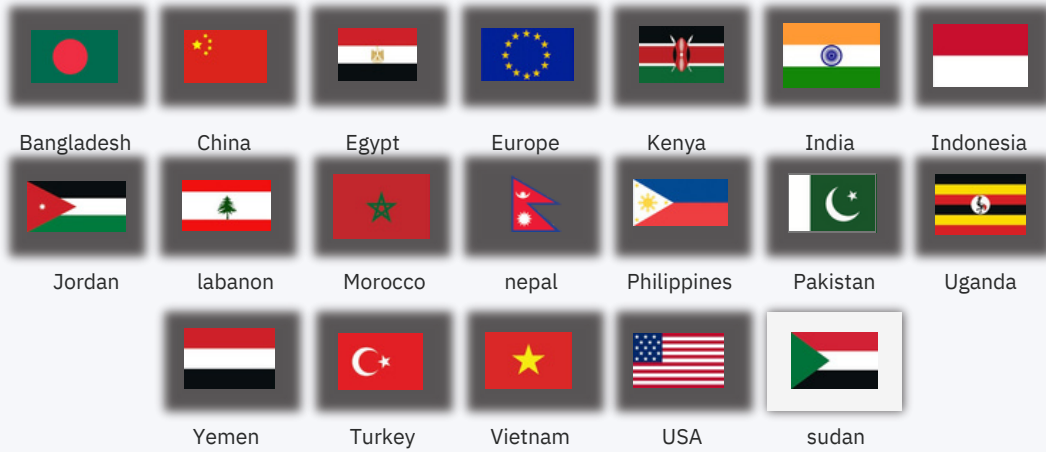 Bangladesh China Egypt Europe Kenya India Indonesia
Jordan labanon Morocco nepal Philippines Pakistan Uganda
Yemen Turkey Vietnam USA sudan